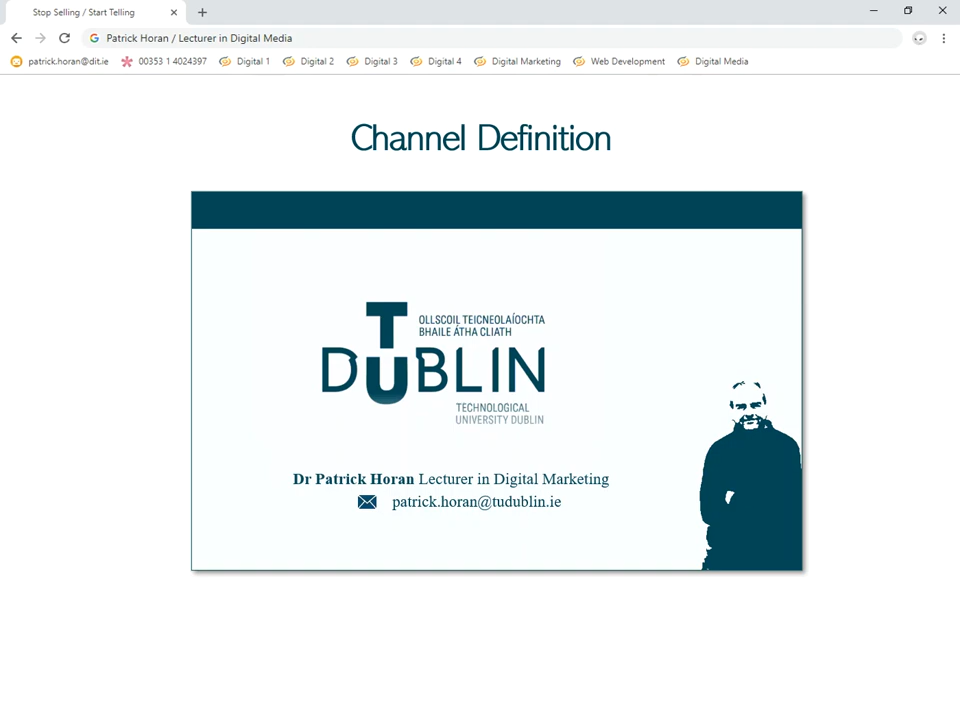 Stop Selling / Start Telling
Patrick Horan / Lecturer in Digital Media
patrick.horan@dit.ie 00353 1 4024397 Digital 1 Digital 2 Digital 3 Digital 4 Digital Marketing Web Development Digital Media
Channel Definition
OLLSCOIL TEICNEOLAÍOCHTA
BHAILE ÁTHA CLIATH
TU DUBLIN
TECHNOLOGICAL
UNIVERSITY DUBLIN
Dr Patrick Horan Lecturer in Digital Marketing
patrick.horan@tudublin.ie